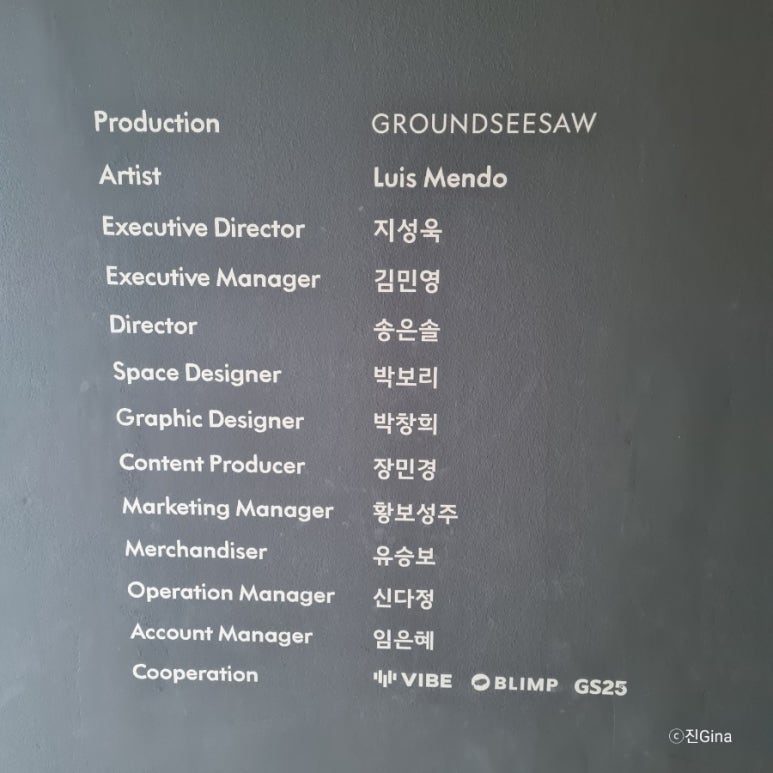 Production GROUNDSEESAW
Artist Luis Mendo
Executive Director 지성욱
Executive Manager 김민영
Director 송은솔
Space Designer 박보리
Graphic Designer 박창희
Content Producer 장민경
Marketing Manager 황보성주
Merchandiser 유승보
Operation Manager 신다정
Account Manager 임은혜
Cooperation VIBE BLIMP GS25
ⓒ진Gina